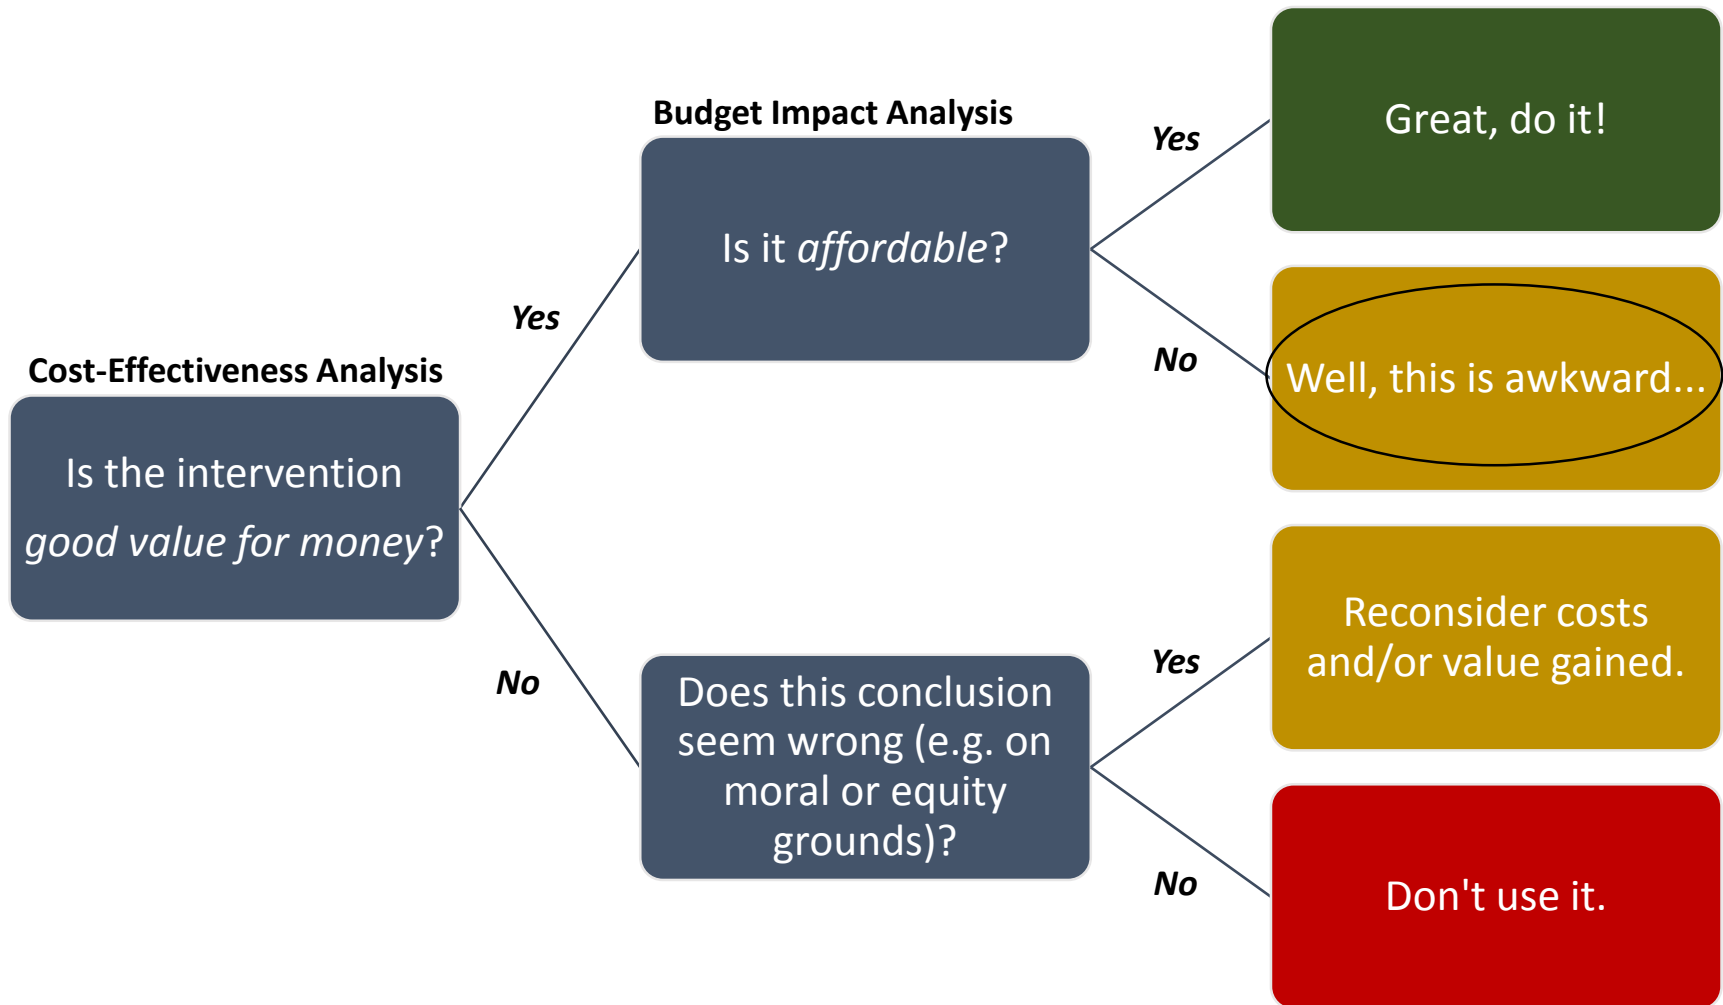 Cost-Effectiveness Analysis
Is the intervention
good value for money?
Yes
No
Budget Impact Analysis
Is it affordable?
Yes
No
Does this conclusion
seem wrong (e.g. on
moral or equity
grounds)?
Yes
No
Great, do it!
Well, this is awkward...
Reconsider costs
and/or value gained.
Don't use it.